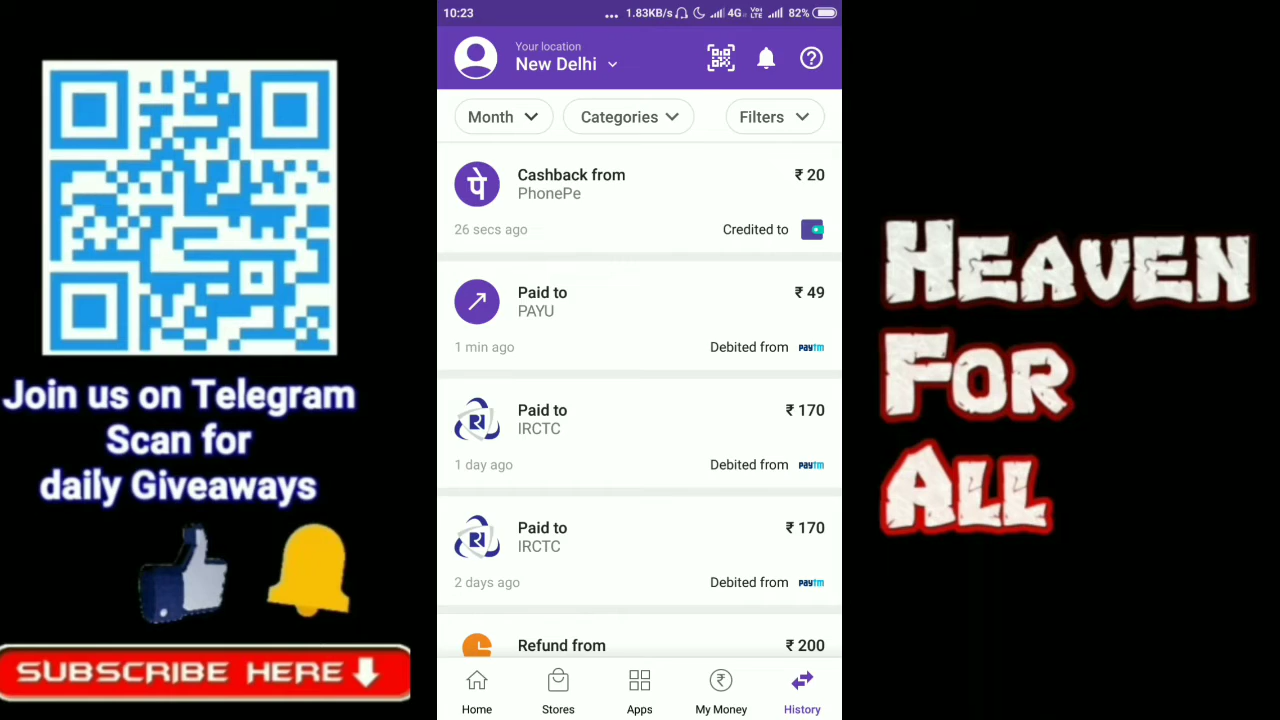 Join us on Telegram
Scan for
daily Giveaways
SUBSCRIBE HERE
10:23
... 1.83KB/s 4G Vo) LTE 82%
Your location
New Delhi
Month
Categories
Filters
पे
Cashback from
₹ 20
PhonePe
26 secs ago
Credited to
Paid to
₹ 49
PAYU
1 min ago
Debited from paytm
Paid to
₹ 170
IRCTC
1 day ago
Debited from paytm
Paid to
₹ 170
IRCTC
2 days ago
Debited from paytm
Refund from
₹ 200
Home
Stores
Apps
My Money
History
HEAVEN
FOR
ALL